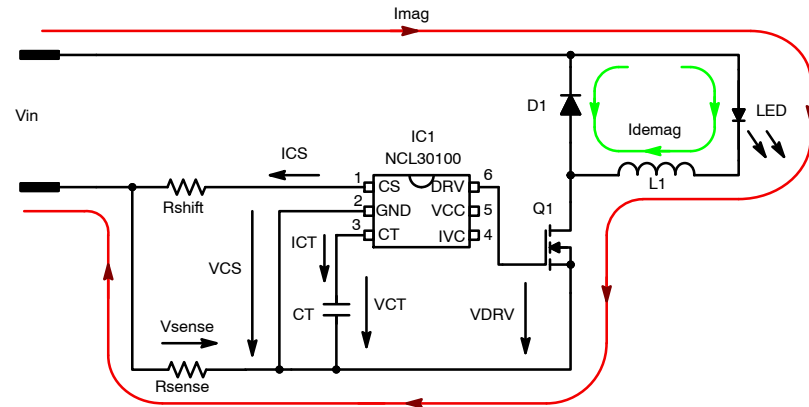 Imag
Vin
D1
LED
Idemag
L1
IC1
NCL30100
ICS
1
CS
DRV
6
Rshift
2
GND
VCC
5
3
CT
IVC
4
Q1
ICT
VCS
CT
VCT
VDRV
Vsense
Rsense